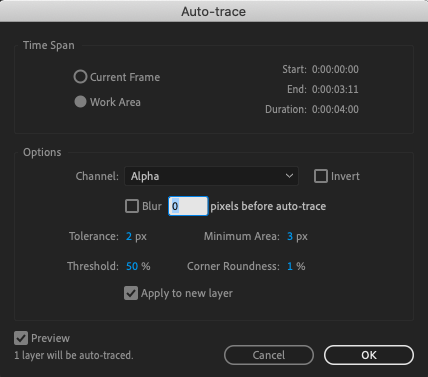 Auto-trace
Time Span
Current Frame
Work Area
Start: 0:00:00:00
End: 0:00:03:11
Duration: 0:00:04:00
Options
Channel: Alpha Invert
Blur 0 pixels before auto-trace
Tolerance: 2 px Minimum Area: 3 px
Threshold: 50 % Corner Roundness: 1 %
Apply to new layer
Preview
1 layer will be auto-traced.
Cancel OK